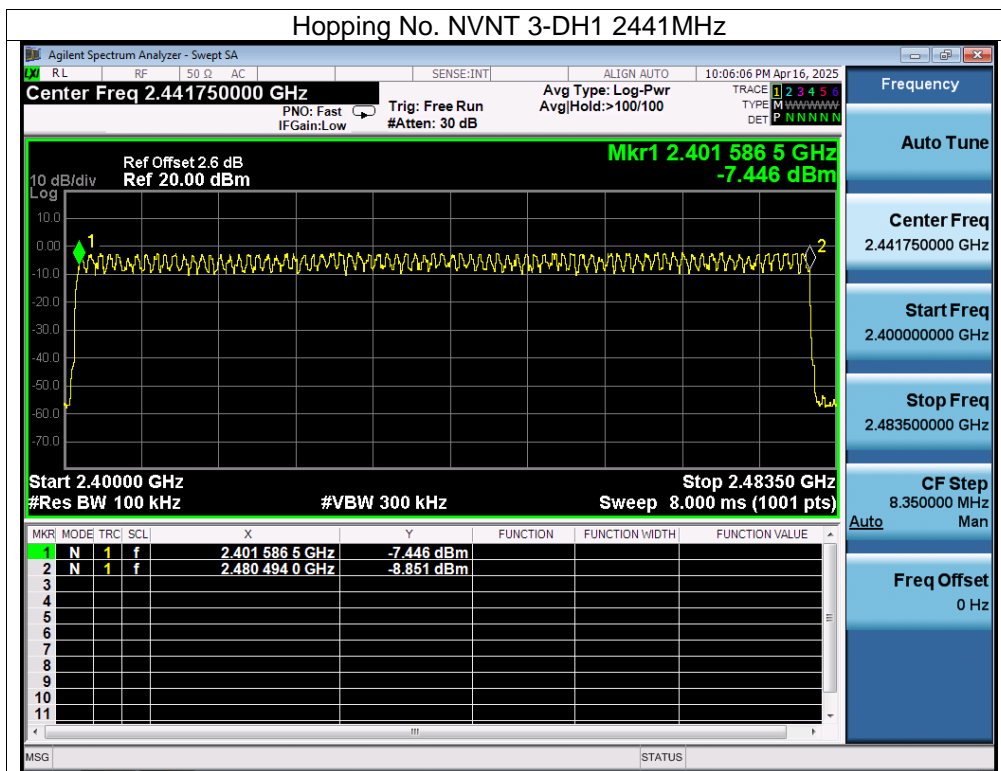 Hopping No. NVNT 3-DH1 2441MHz
Agilent Spectrum Analyzer - Swept SA
LXI RL RF 50 Ω AC SENSE:INT ALIGN AUTO 10:06:06 PM Apr 16, 2025
Center Freq 2.441750000 GHz
PNO: Fast
IFGain:Low
Trig: Free Run
#Atten: 30 dB
Avg Type: Log-Pwr
Avg|Hold:>100/100
TRACE 1 2 3 4 5 6
TYPE M WWWWW
DET P N N N N N
Ref Offset 2.6 dB
10 dB/div Ref 20.00 dBm
Log
Mkr1 2.401 586 5 GHz
-7.446 dBm
10.0
0.00
-10.0
-20.0
-30.0
-40.0
-50.0
-60.0
-70.0
1
2
Start 2.40000 GHz Stop 2.48350 GHz
#Res BW 100 kHz #VBW 300 kHz Sweep 8.000 ms (1001 pts)
MKR MODE TRC SCL X Y FUNCTION FUNCTION WIDTH FUNCTION VALUE
1 N 1 f 2.401 586 5 GHz -7.446 dBm
2 N 1 f 2.480 494 0 GHz -8.851 dBm
3
4
5
6
7
8
9
10
11
MSG STATUS
Frequency
Auto Tune
Center Freq
2.441750000 GHz
Start Freq
2.400000000 GHz
Stop Freq
2.483500000 GHz
CF Step
8.350000 MHz
Auto Man
Freq Offset
0 Hz